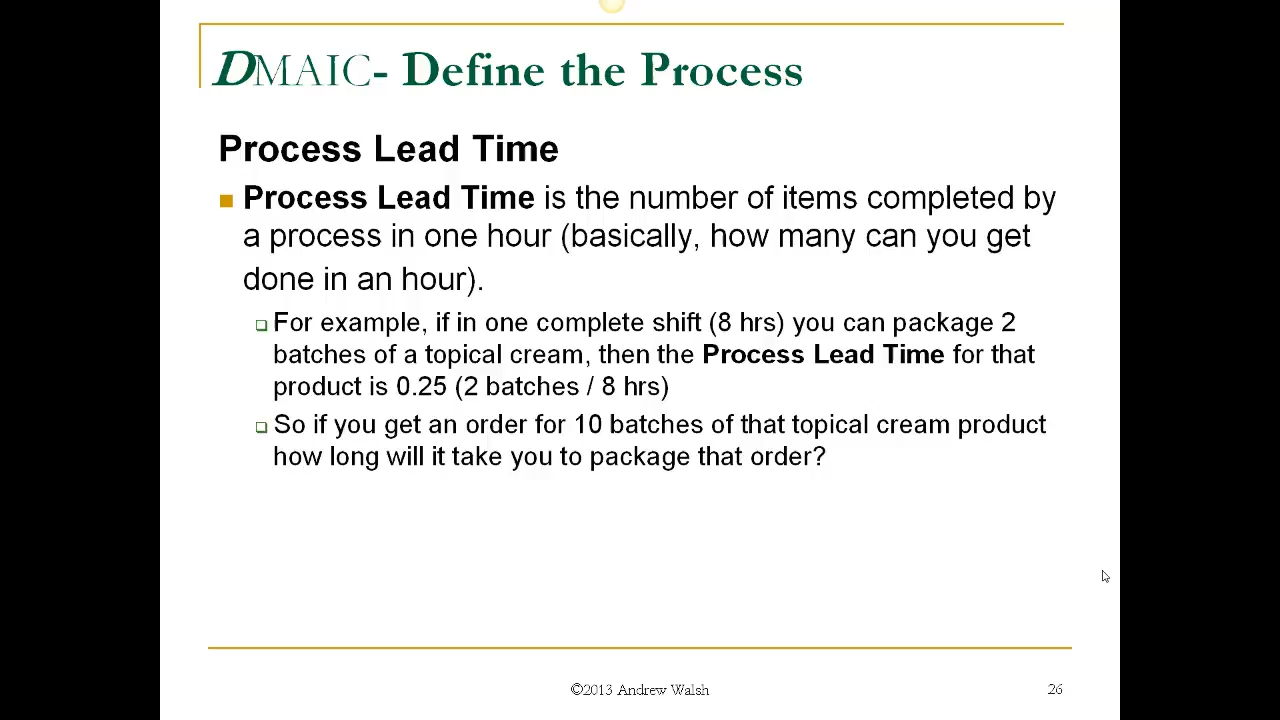 DMAIC- Define the Process
Process Lead Time
Process Lead Time is the number of items completed by
a process in one hour (basically, how many can you get
done in an hour).
For example, if in one complete shift (8 hrs) you can package 2
batches of a topical cream, then the Process Lead Time for that
product is 0.25 (2 batches / 8 hrs)
So if you get an order for 10 batches of that topical cream product
how long will it take you to package that order?
©2013 Andrew Walsh
26